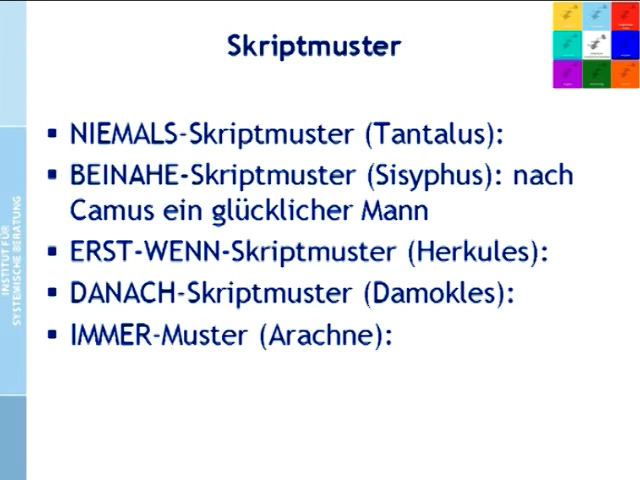 Skriptmuster
▪ NIEMALS-Skriptmuster (Tantalus):
▪ BEINAHE-Skriptmuster (Sisyphus): nach
Camus ein glücklicher Mann
▪ ERST-WENN-Skriptmuster (Herkules):
▪ DANACH-Skriptmuster (Damokles):
▪ IMMER-Muster (Arachne):
INSTITUT FÜR
SYSTEMISCHE BERATUNG